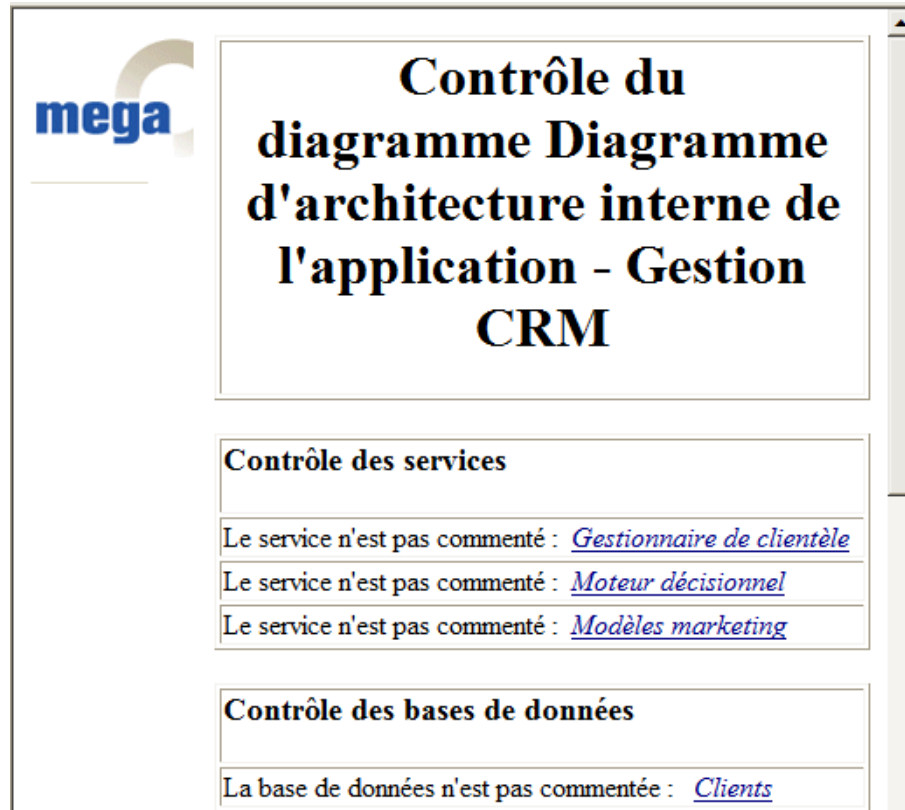 mega
Contrôle du
diagramme Diagramme
d'architecture interne de
l'application - Gestion
CRM
Contrôle des services
Le service n'est pas commenté : Gestionnaire de clientèle
Le service n'est pas commenté : Moteur décisionnel
Le service n'est pas commenté : Modèles marketing
Contrôle des bases de données
La base de données n'est pas commentée : Clients